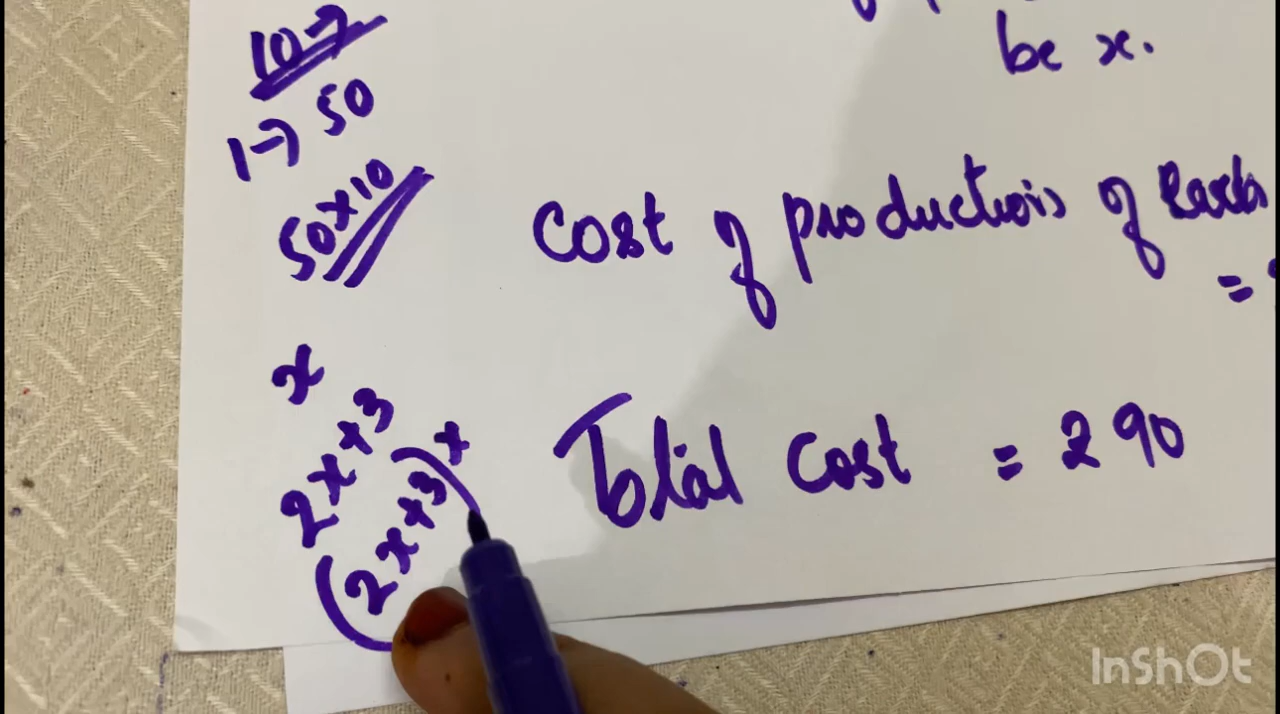 10→
be x.
1→ 50
50×10
Cost of production of each
=
x
2x+3
Total Cost = 290
(2x+3)x
InShOt